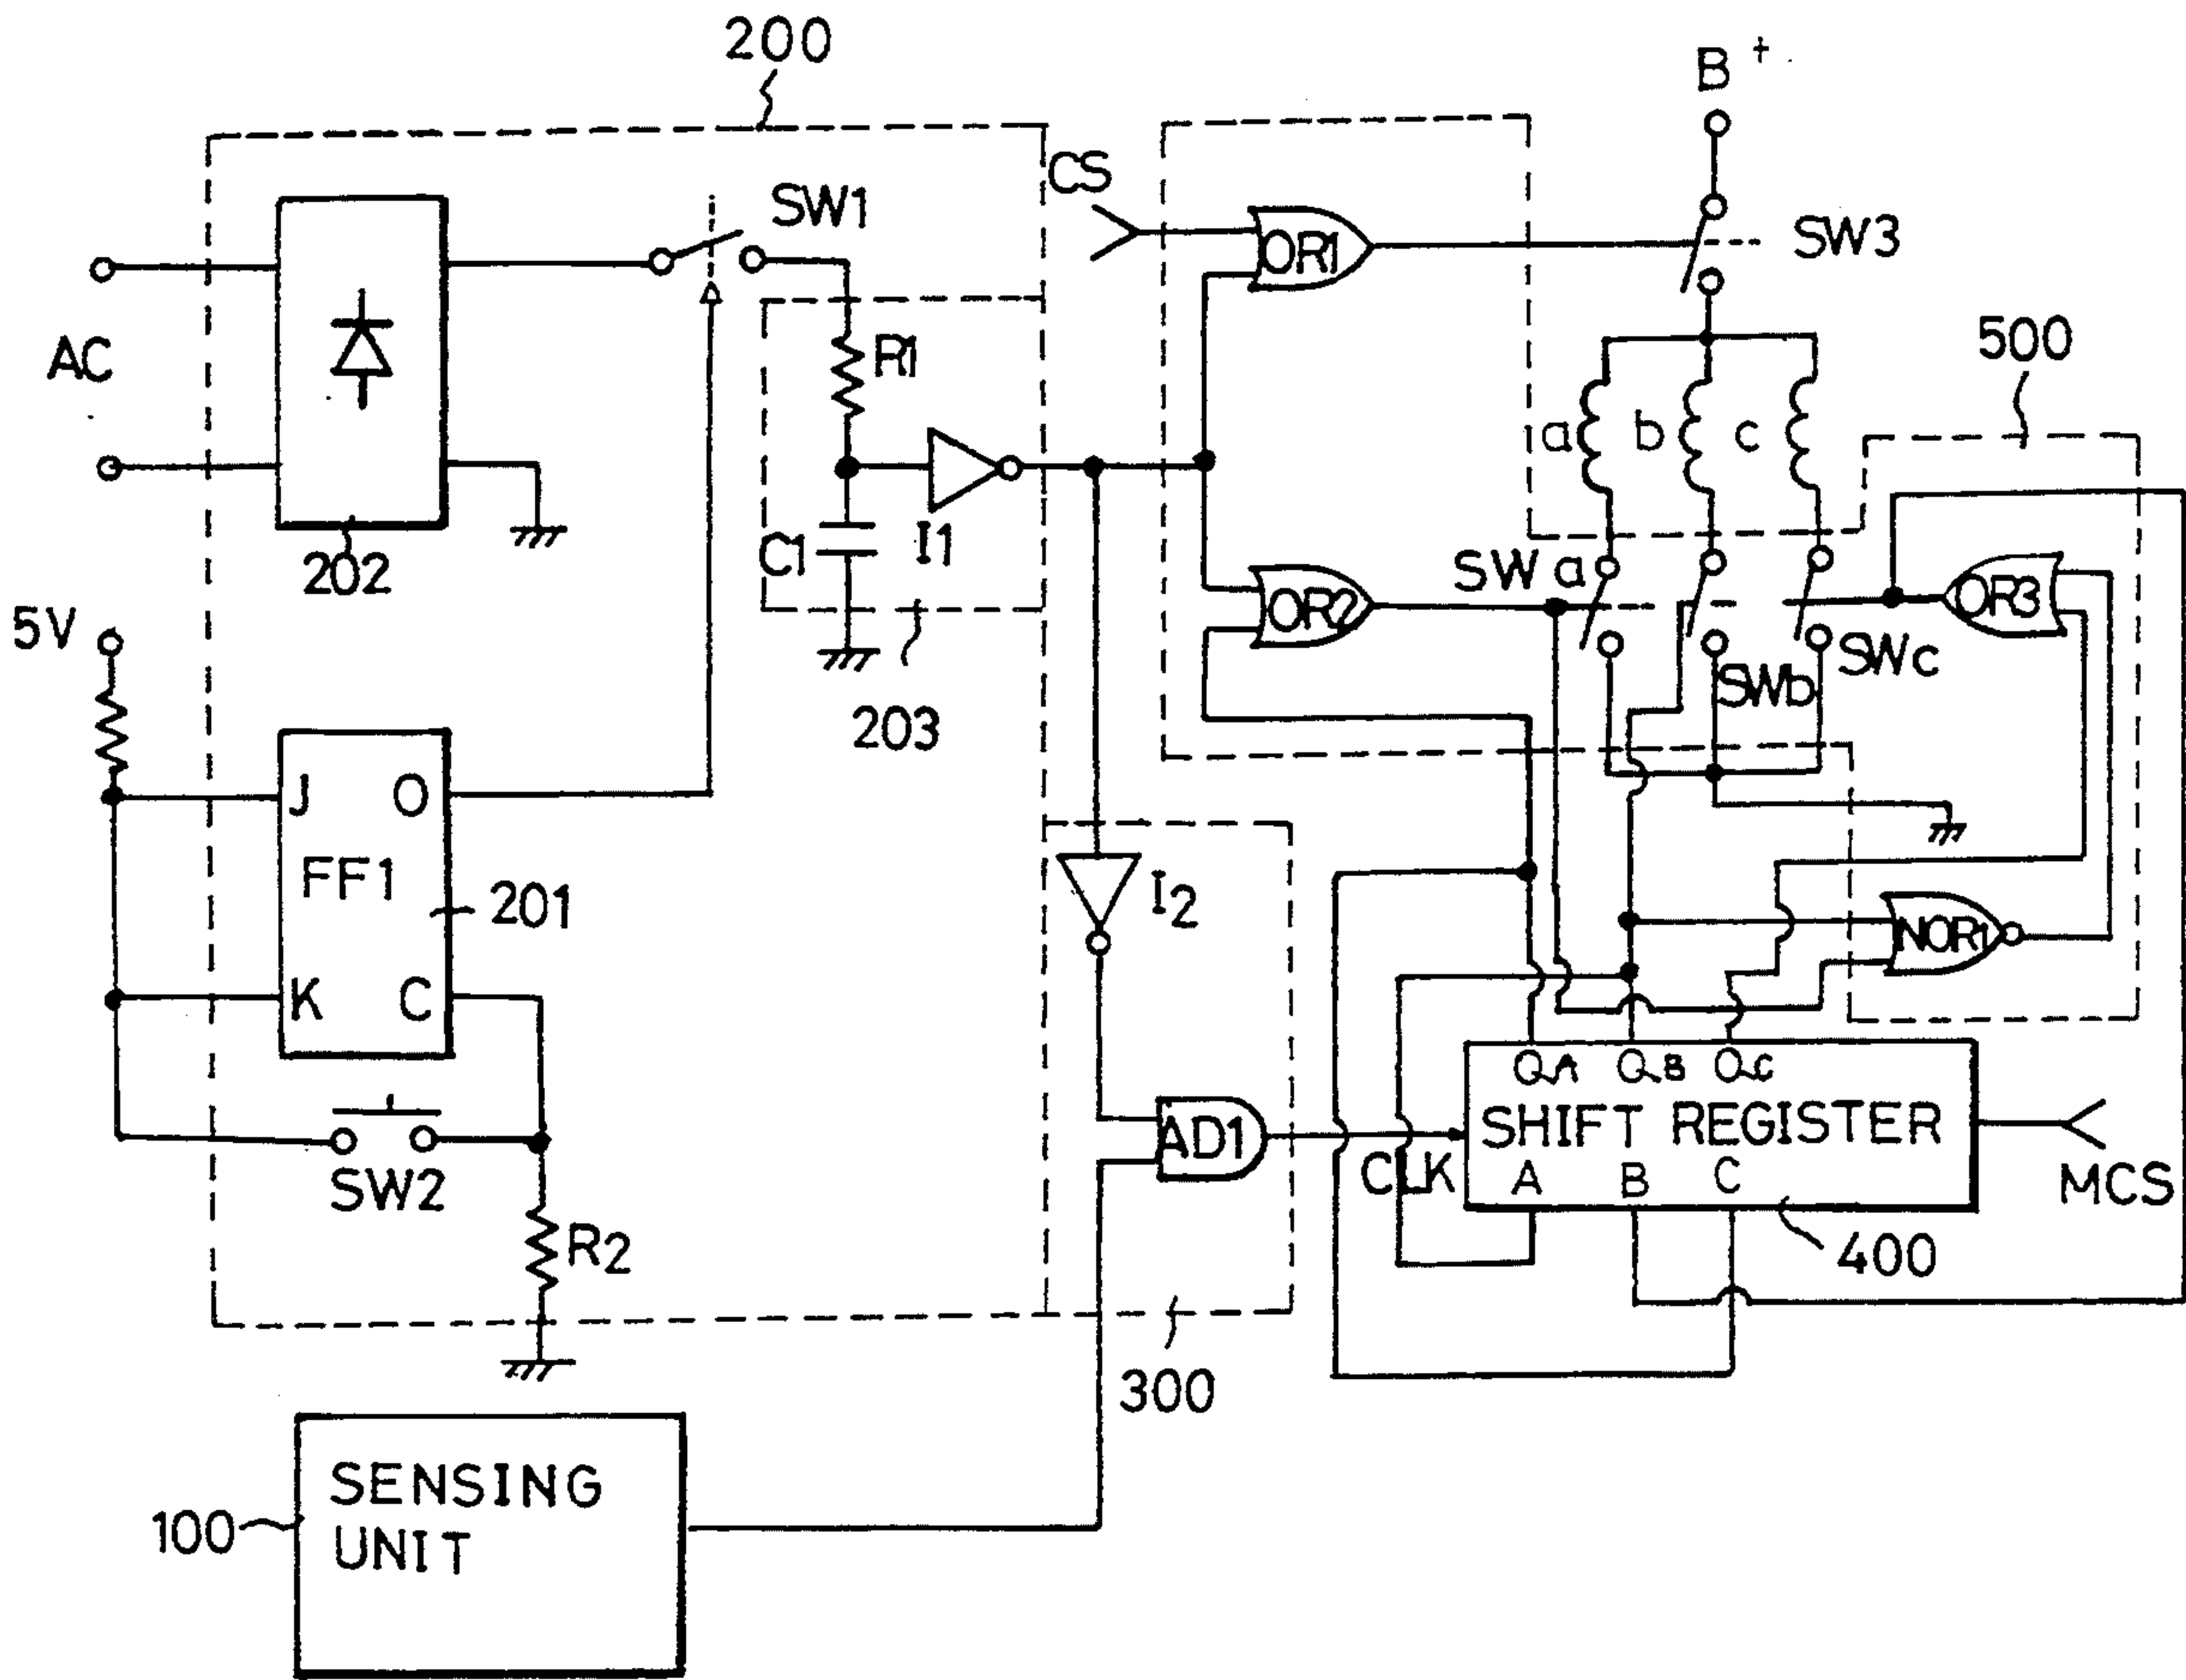 200
B+
CS
SW1
OR1
SW3
500
AC
R1
a
b
c
202
C1
I1
SW a
OR2
OR3
5V
SWc
SWb
203
J
O
FF1
201
I2
K
C
NOR1
QA
QB
QC
SHIFT REGISTER
AD1
CLK
A
B
C
MCS
SW2
R2
400
300
SENSING
UNIT
100